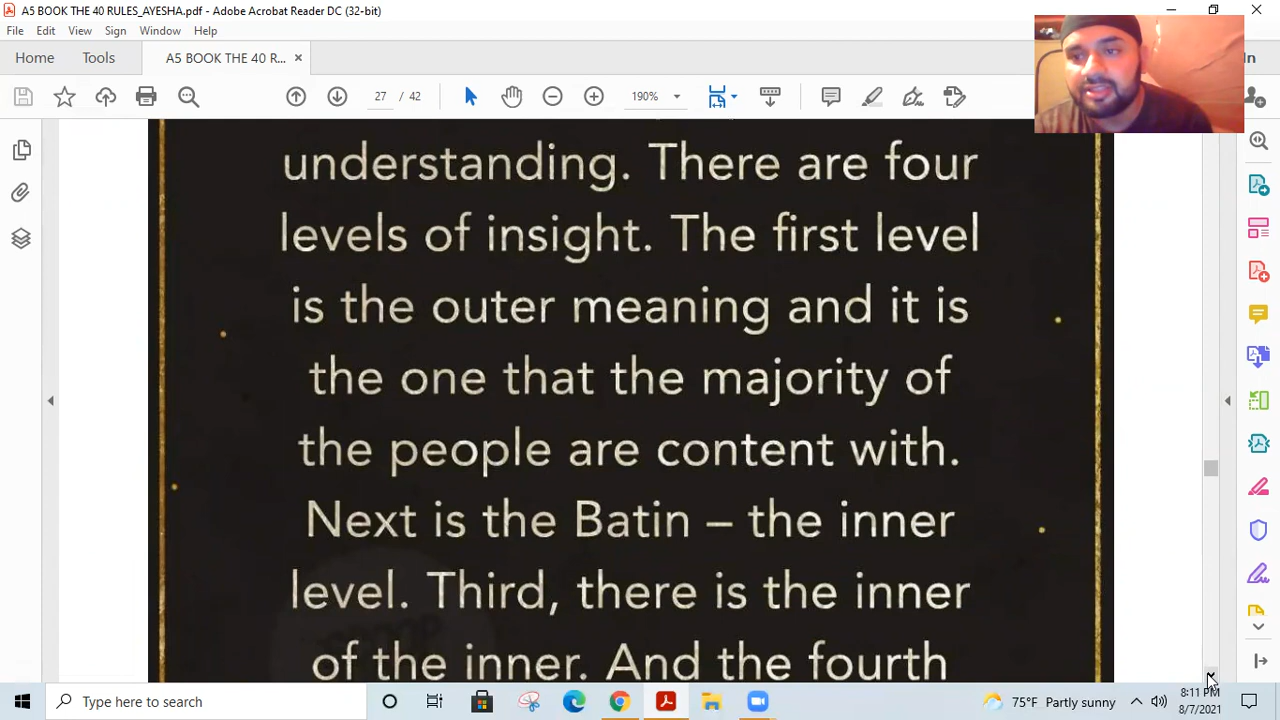 A5 BOOK THE 40 RULES_AYESHA.pdf - Adobe Acrobat Reader DC (32-bit)
File Edit View Sign Window Help
Home Tools A5 BOOK THE 40 R... In
27 / 42 190%
understanding. There are four
levels of insight. The first level
is the outer meaning and it is
the one that the majority of
the people are content with.
Next is the Batin – the inner
level. Third, there is the inner
of the inner. And the fourth
Type here to search
75°F Partly sunny
8:11 PM
8/7/2021